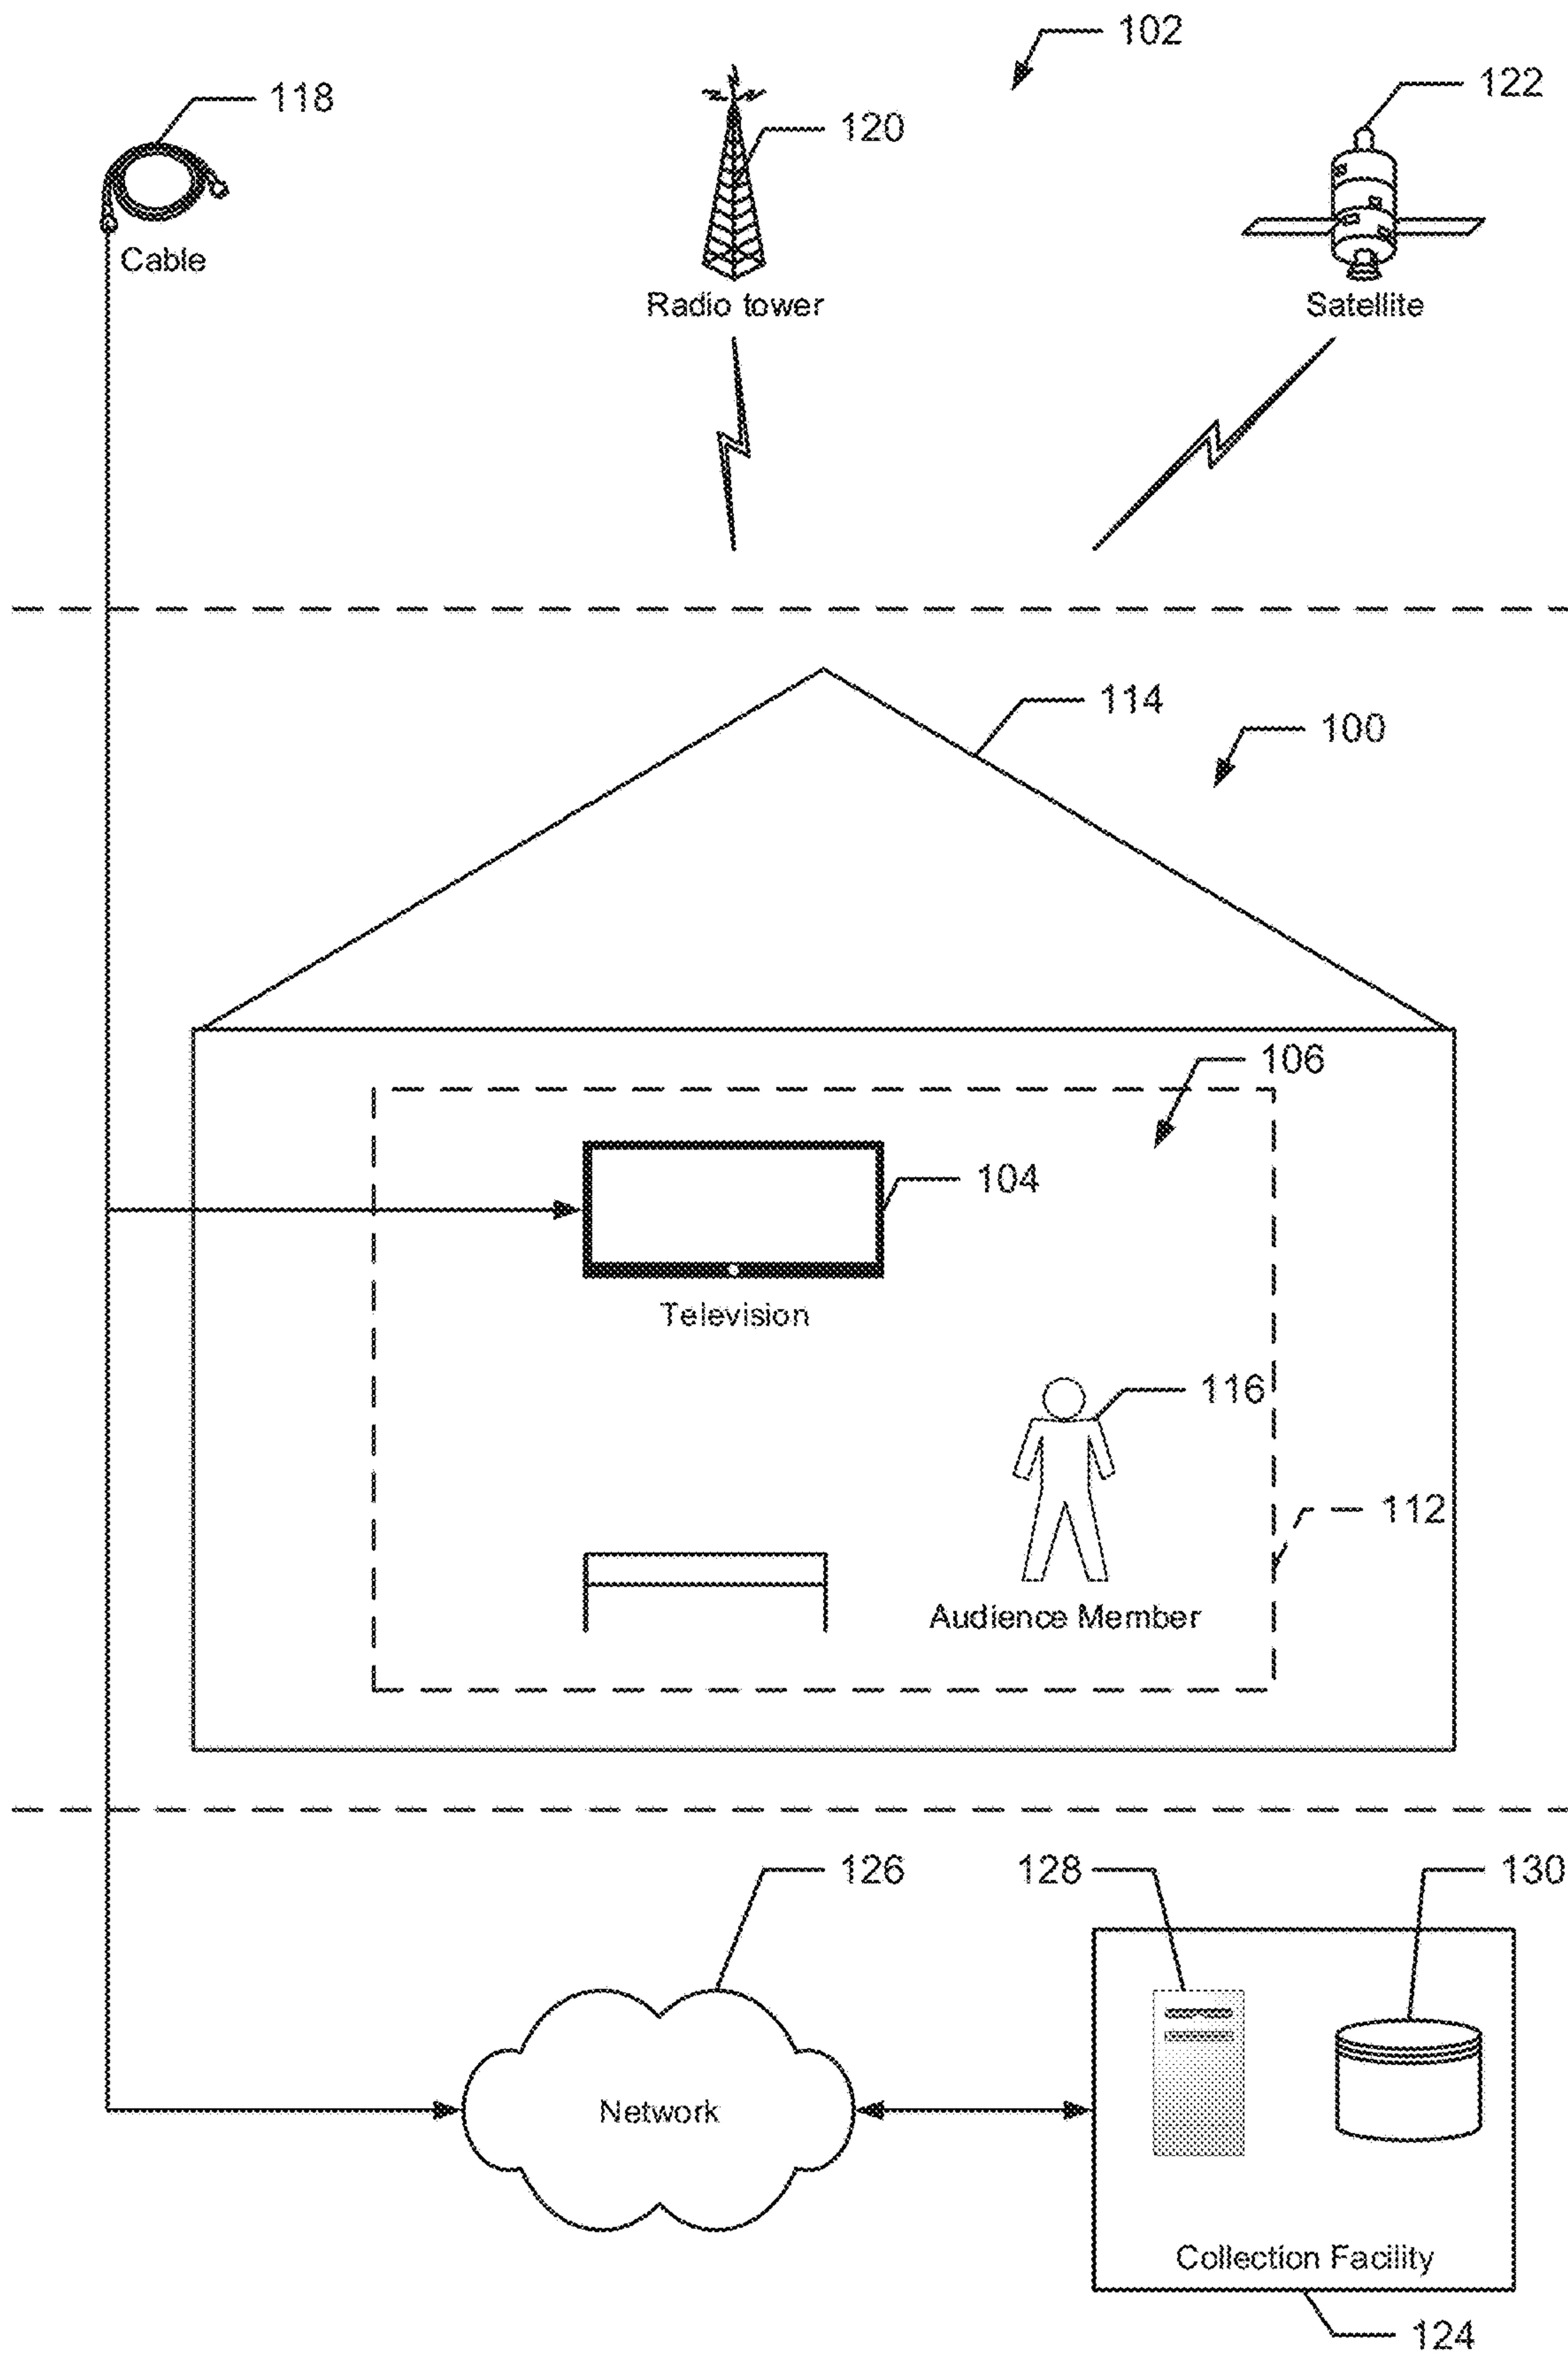 102
118
122
120
Cable
Radio tower
Satellite
114
100
106
104
Television
116
112
Audience Member
126
128
130
Network
Collection Facility
124